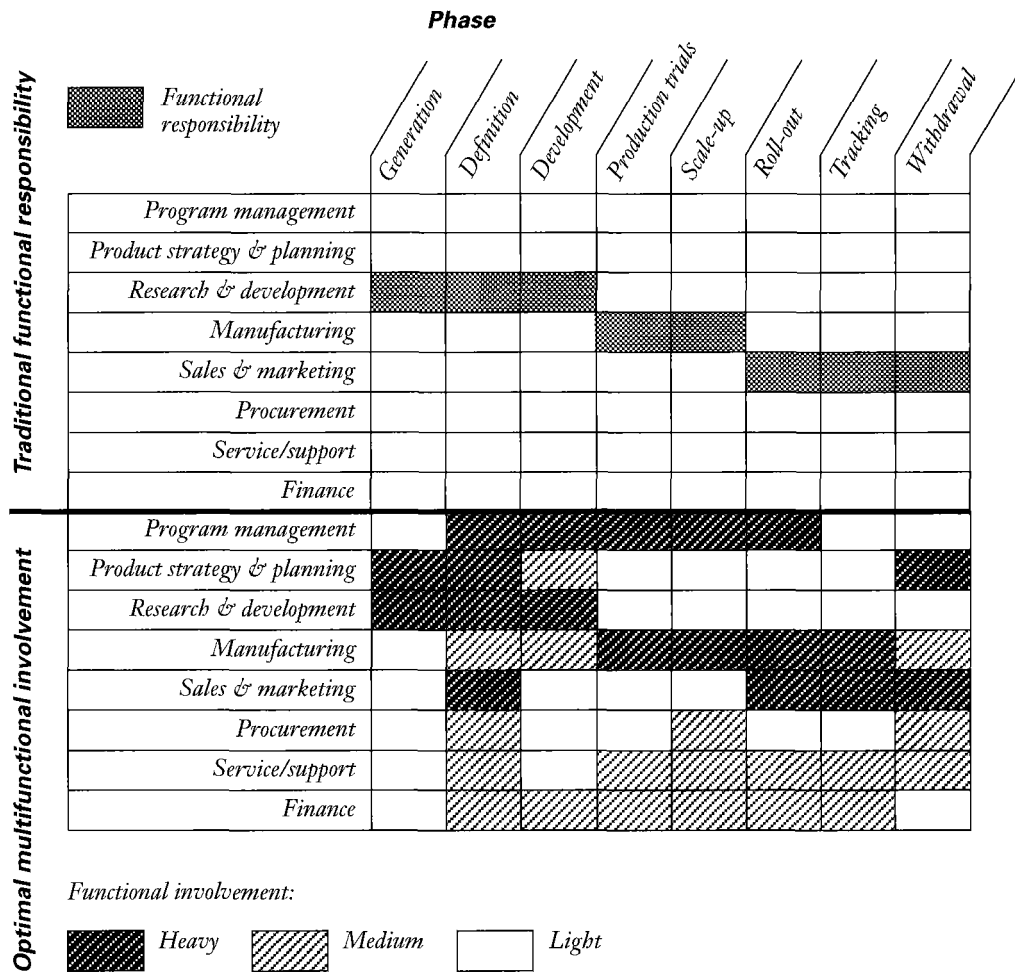 Phase
Traditional functional responsibility
Functional
responsibility
Generation
Definition
Development
Production trials
Scale-up
Roll-out
Tracking
Withdrawal
Program management
Product strategy & planning
Research & development
Manufacturing
Sales & marketing
Procurement
Service/support
Finance
Optimal multifunctional involvement
Program management
Product strategy & planning
Research & development
Manufacturing
Sales & marketing
Procurement
Service/support
Finance
Functional involvement:
Heavy
Medium
Light